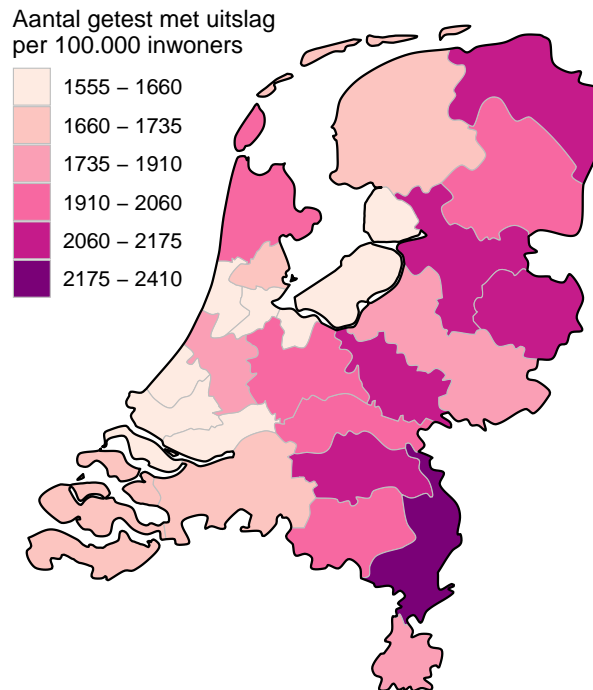 Aantal getest met uitslag
per 100.000 inwoners
1555 – 1660
1660 – 1735
1735 – 1910
1910 – 2060
2060 – 2175
2175 – 2410